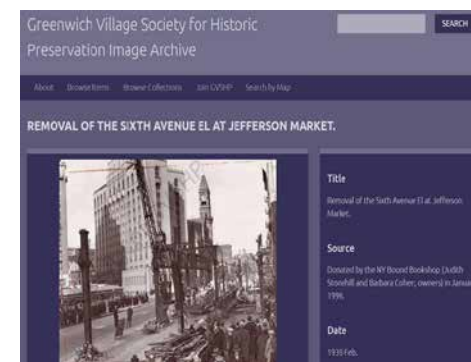 Greenwich Village Society for Historic
Preservation Image Archive
SEARCH
About Browse Items Browse Collections Join GVSHP Search by Map
REMOVAL OF THE SIXTH AVENUE EL AT JEFFERSON MARKET.
Title
Removal of the Sixth Avenue El at Jefferson
Market.
Source
Donated by the NY Bound Bookshop (Judith
Stonehill and Barbara Cohen, owners) in
1996.
Date
1939 Feb.